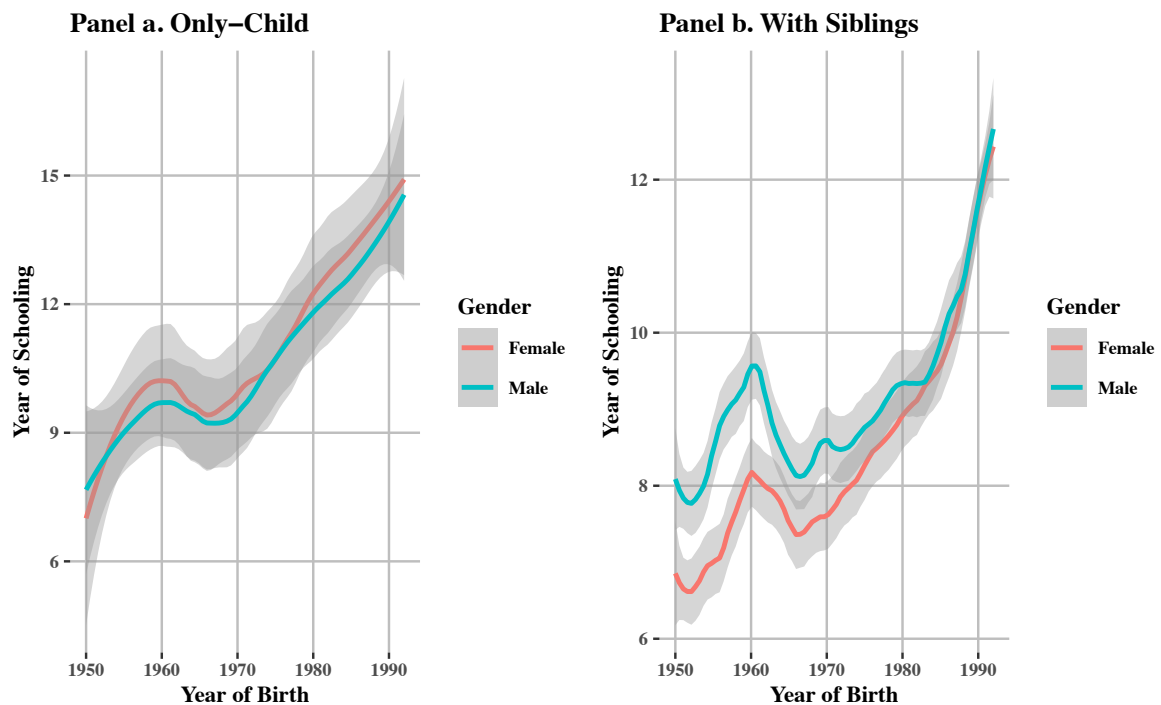 Panel a. Only−Child
Year of Schooling
15
12
9
6
1950 1960 1970 1980 1990
Year of Birth
Gender
Female
Male
Panel b. With Siblings
Year of Schooling
12
10
8
6
1950 1960 1970 1980 1990
Year of Birth
Gender
Female
Male